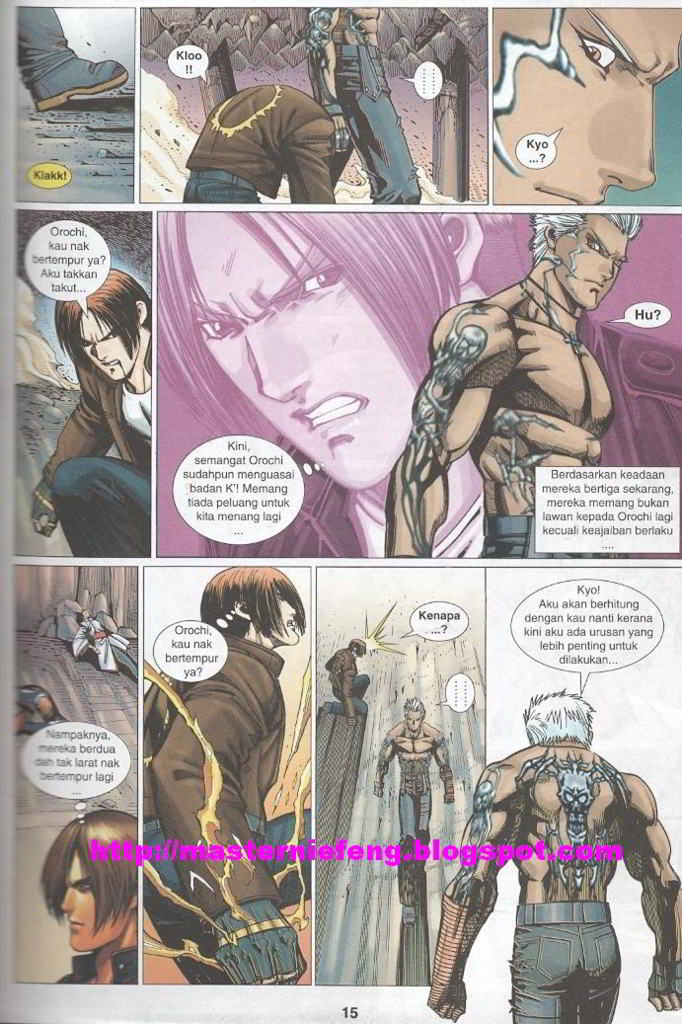 Klakk!
Kloo
!!
......
Kyo
...?
Orochi,
kau nak
bertempur ya?
Aku takkan
takut...
Kini,
semangat Orochi
sudahpun menguasai
badan K'! Memang
tiada peluang untuk
kita menang lagi
...
Hu?
Berdasarkan keadaan
mereka bertiga sekarang,
mereka memang bukan
lawan kepada Orochi lagi
kecuali keajaiban berlaku
....
Nampaknya,
mereka berdua
dah tak larat nak
bertempur lagi
...
Orochi,
kau nak
bertempur
ya?
Kenapa
...?
......
Kyo!
Aku akan berhitung
dengan kau nanti kerana
kini aku ada urusan yang
lebih penting untuk
dilakukan...
http://masterniefeng.blogspot.com
15